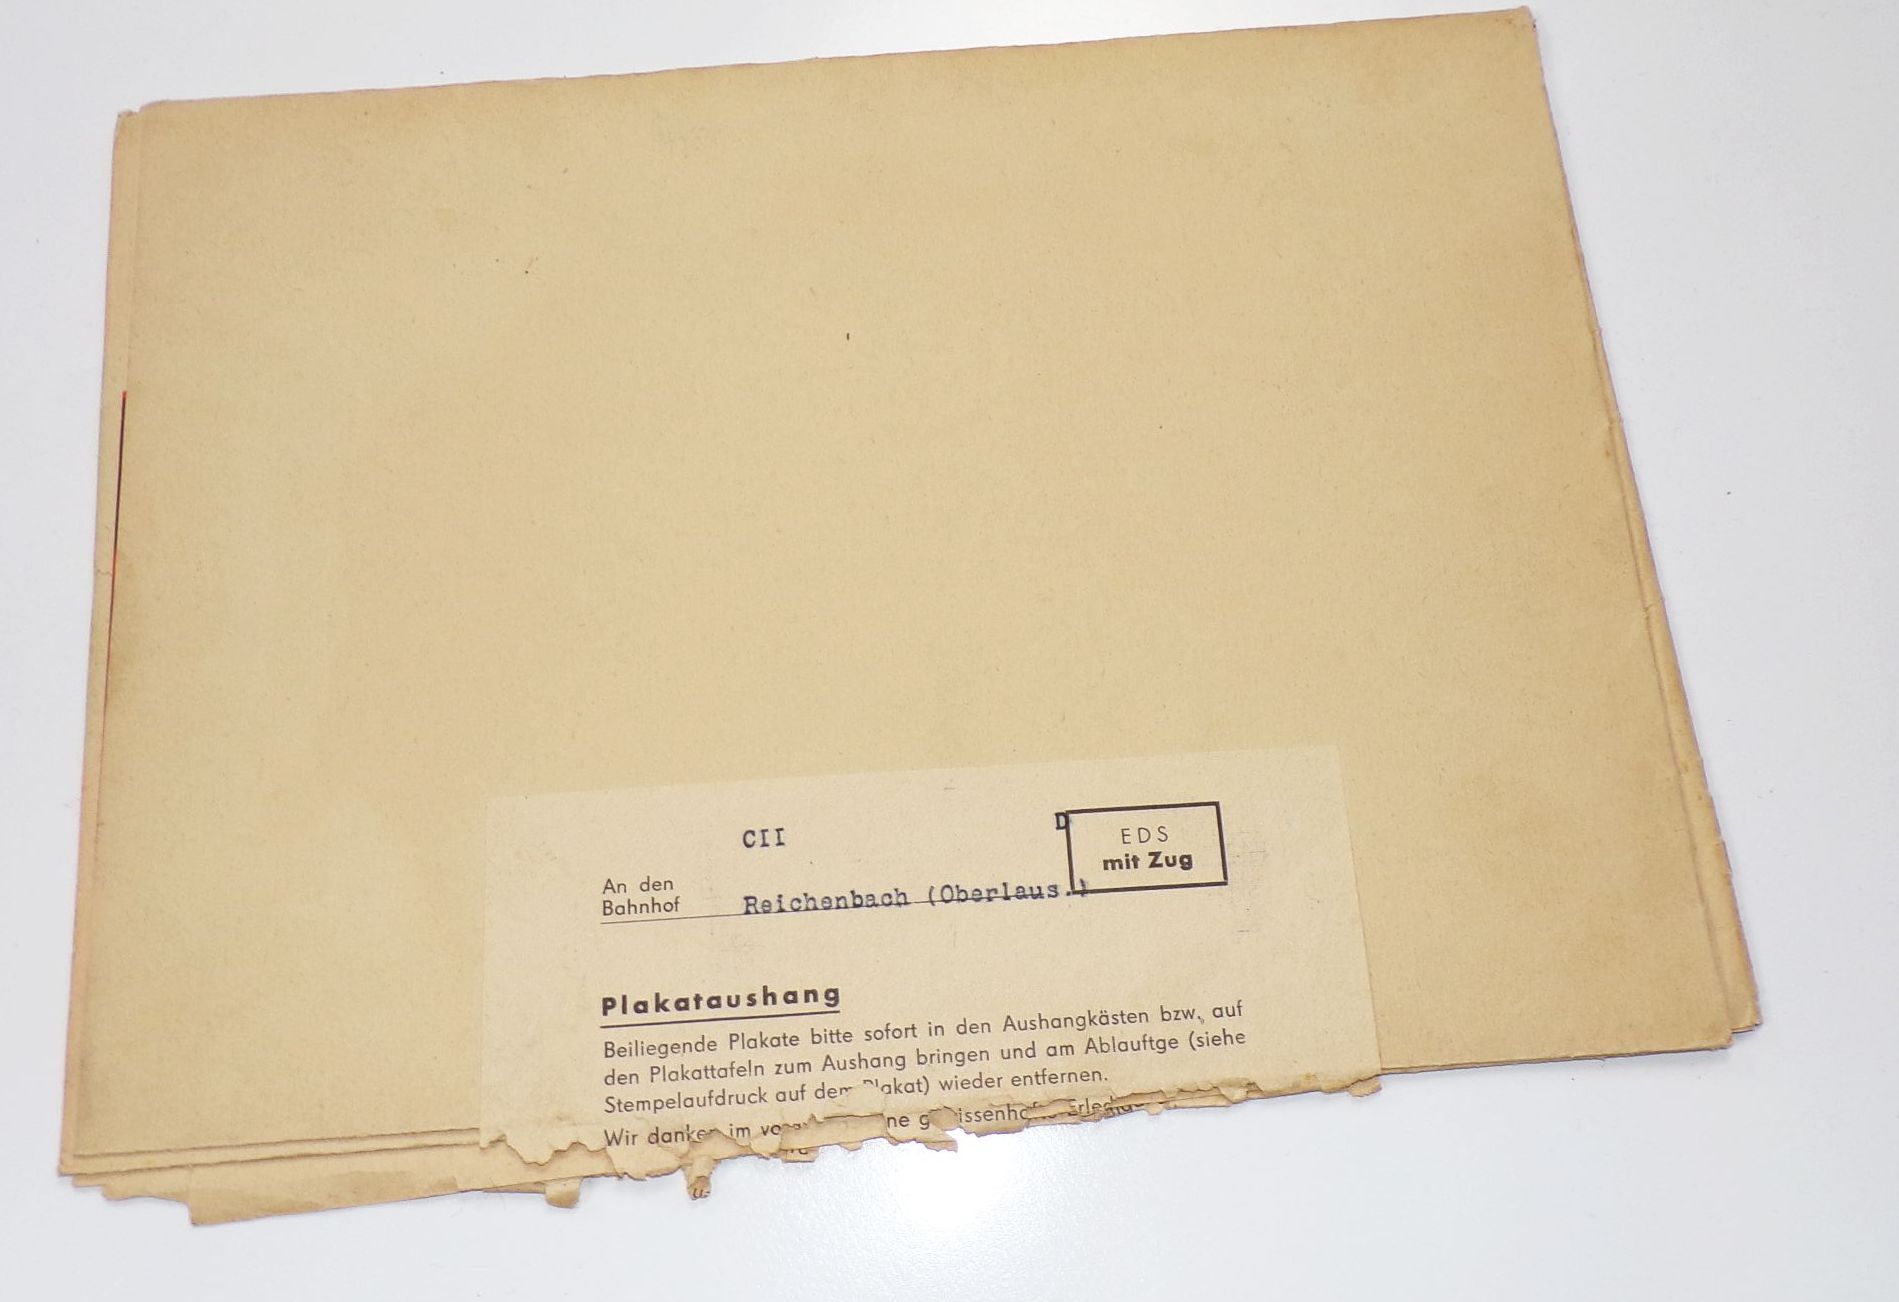 CII
D
EDS
mit Zug
An den
Bahnhof Reichenbach (Oberlaus.)
Plakataushang
Beiliegende Plakate bitte sofort in den Aushangkästen bzw. auf
den Plakattafeln zum Aushang bringen und am Ablauftge (siehe
Stempelaufdruck auf dem Plakat) wieder entfernen.
Wir danken im